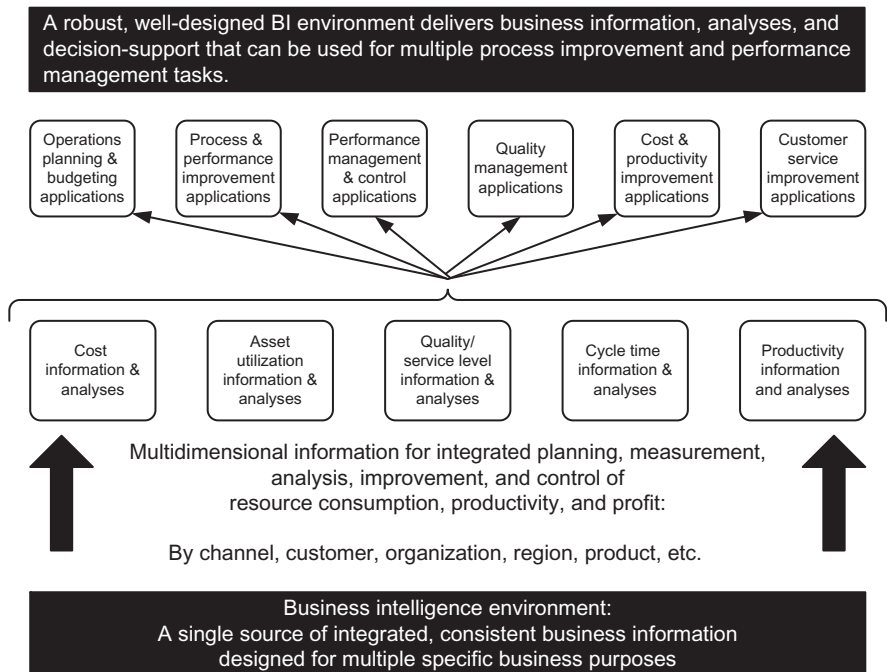 A robust, well-designed BI environment delivers business information, analyses, and
decision-support that can be used for multiple process improvement and performance
management tasks.
Operations
planning &
budgeting
applications
Process &
performance
improvement
applications
Performance
management
& control
applications
Quality
management
applications
Cost &
productivity
improvement
applications
Customer
service
improvement
applications
Cost
information &
analyses
Asset
utilization
information &
analyses
Quality/
service level
information &
analyses
Cycle time
information &
analyses
Productivity
information
and analyses
Multidimensional information for integrated planning, measurement,
analysis, improvement, and control of
resource consumption, productivity, and profit:
By channel, customer, organization, region, product, etc.
Business intelligence environment:
A single source of integrated, consistent business information
designed for multiple specific business purposes